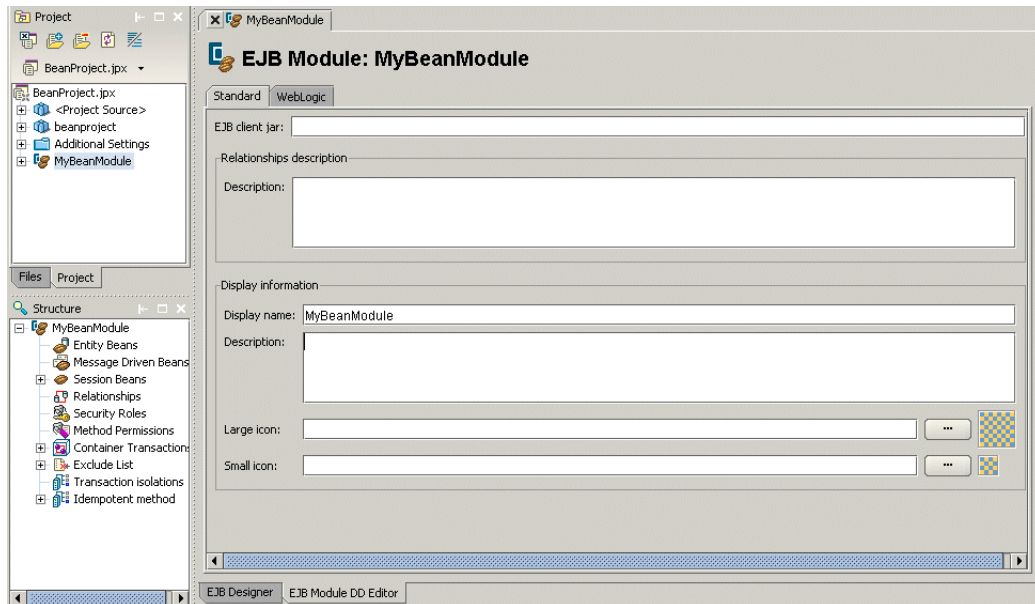 Project
BeanProject.jpx
BeanProject.jpx
<Project Source>
beanproject
Additional Settings
MyBeanModule
Files
Project
Structure
MyBeanModule
Entity Beans
Message Driven Beans
Session Beans
Relationships
Security Roles
Method Permissions
Container Transactions
Exclude List
Transaction isolations
Idempotent method
MyBeanModule
EJB Module: MyBeanModule
Standard
WebLogic
EJB client jar:
Relationships description
Description:
Display information
Display name: MyBeanModule
Description:
Large icon: ...
Small icon: ...
EJB Designer
EJB Module DD Editor